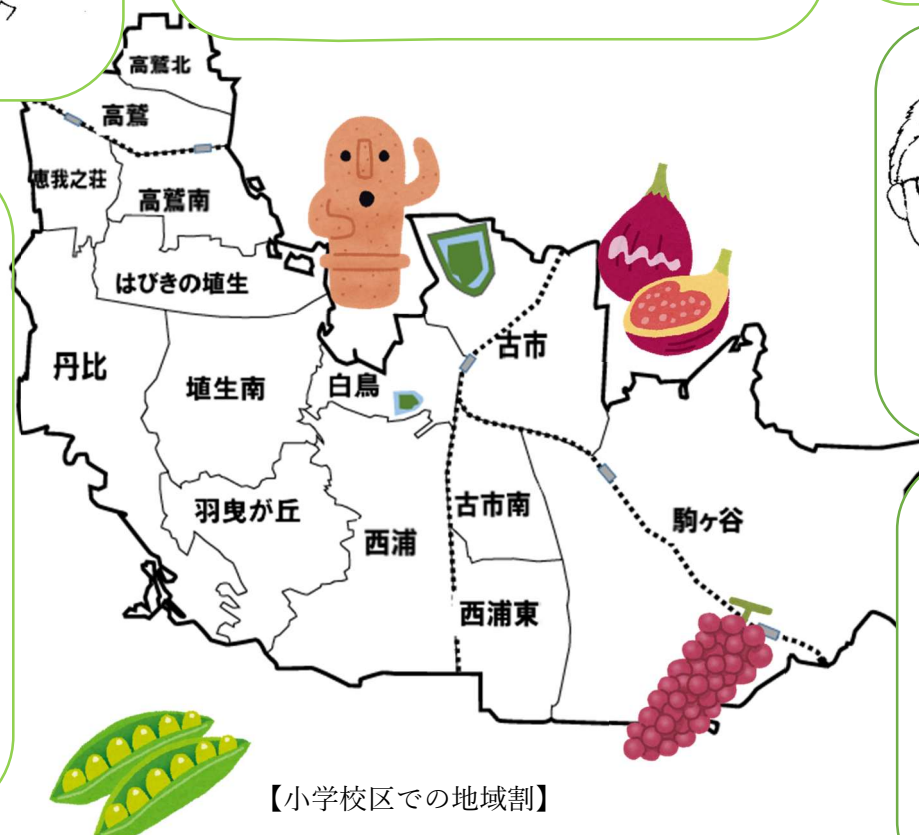 高鷲北
高鷲
恵我之荘
高鷲南
はびきの埴生
丹比
埴生南
白鳥
古市
羽曳が丘
西浦
古市南
駒ヶ谷
西浦東
【小学校区での地域割】